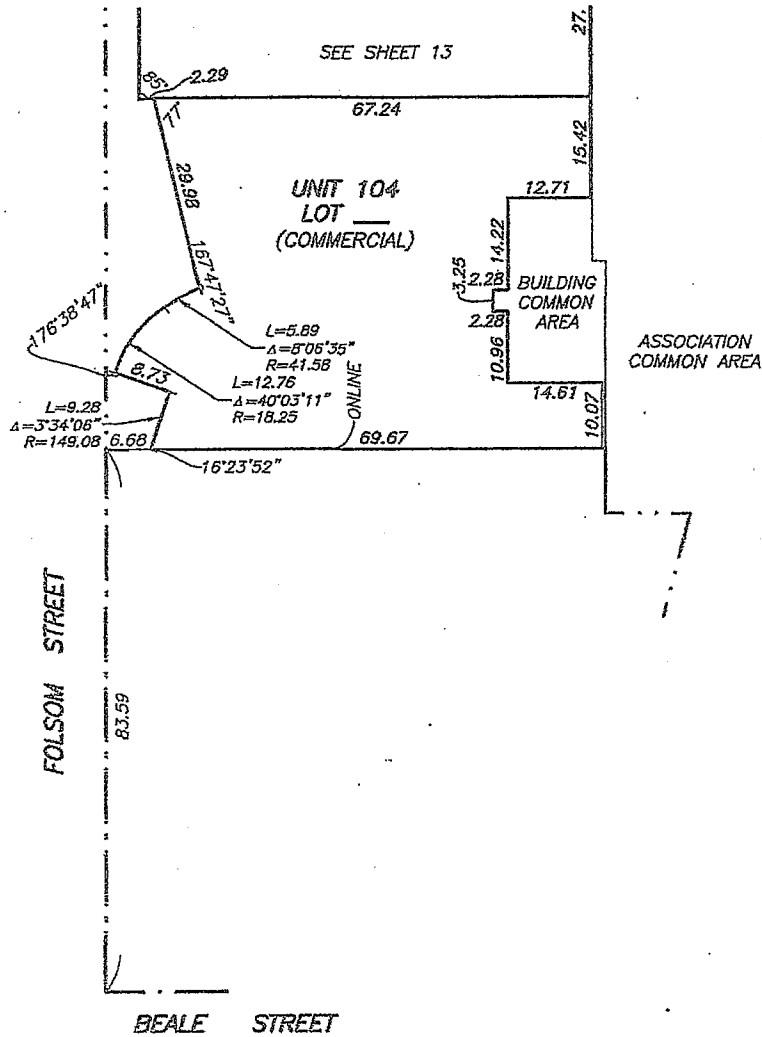 27.
SEE SHEET 13
85'
2.29
77
67.24
15.42
29.98
UNIT 104
LOT
(COMMERCIAL)
12.71
14.22
3.25
2.28
BUILDING
COMMON
AREA
2.28
10.96
167°47'27"
176°38'47"
ASSOCIATION
COMMON AREA
L=5.89
Δ=8°06'35"
R=41.58
8.73
L=12.76
Δ=40°03'11"
R=18.25
ONLINE
14.61
10.07
L=9.28
Δ=3°34'06"
R=149.08
6.68
69.67
16°23'52"
FOLSOM STREET
83.59
BEALE STREET